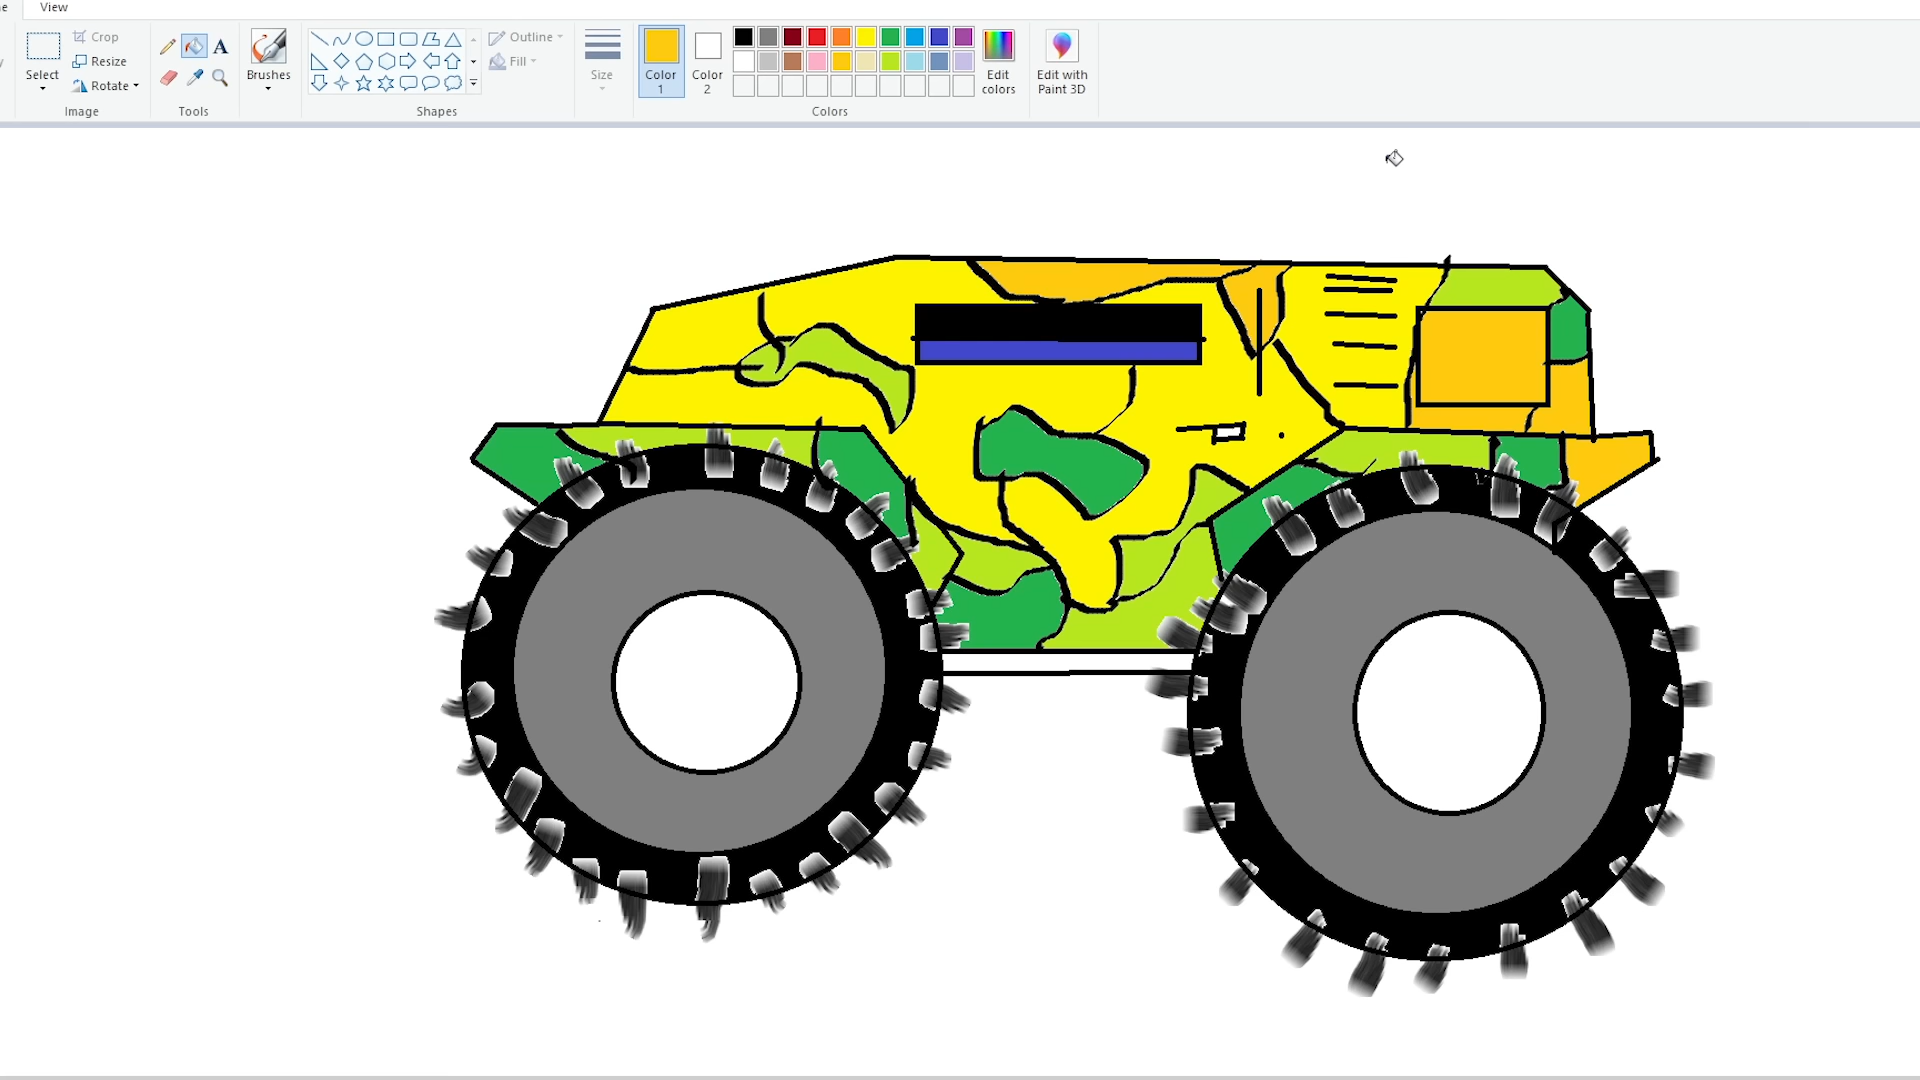 View
Crop
Resize
Rotate
Select
Image
A
Tools
Brushes
Outline
Fill
Shapes
Size
Color
1
Color
2
Edit
colors
Colors
Edit with
Paint 3D